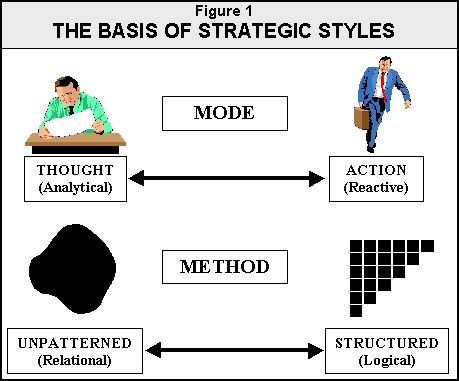 Figure 1
THE BASIS OF STRATEGIC STYLES
MODE
THOUGHT
(Analytical)
ACTION
(Reactive)
METHOD
UNPATTERNED
(Relational)
STRUCTURED
(Logical)